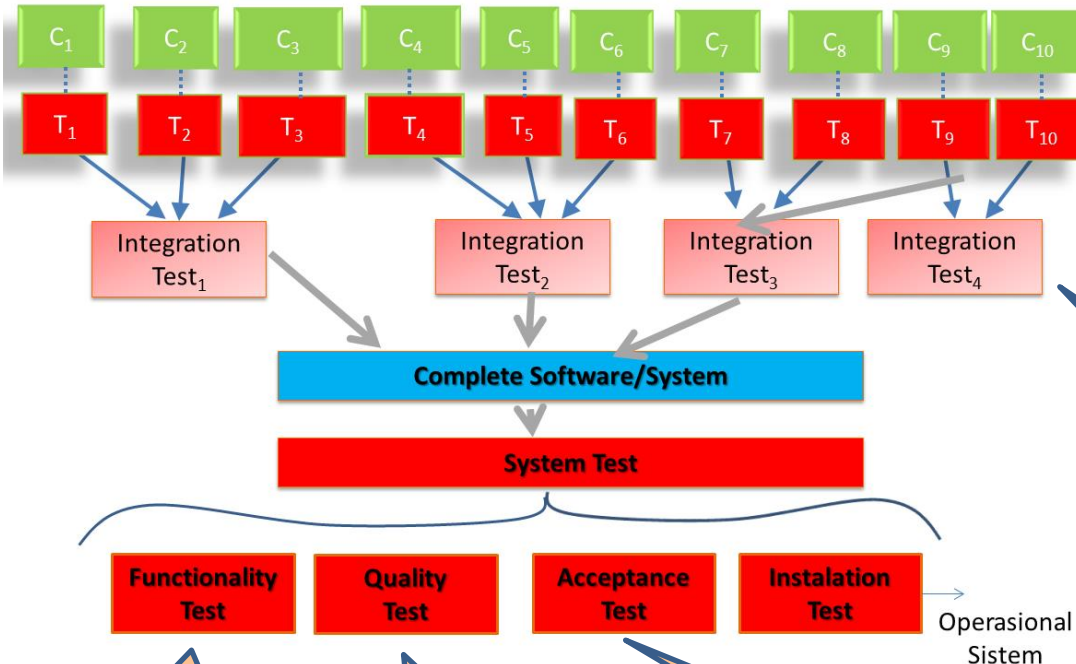 C1 C2 C3 C4 C5 C6 C7 C8 C9 C10
T1 T2 T3 T4 T5 T6 T7 T8 T9 T10
Integration
Test1
Integration
Test2
Integration
Test3
Integration
Test4
Complete Software/System
System Test
Functionality
Test
Quality
Test
Acceptance
Test
Instalation
Test
Operasional
Sistem